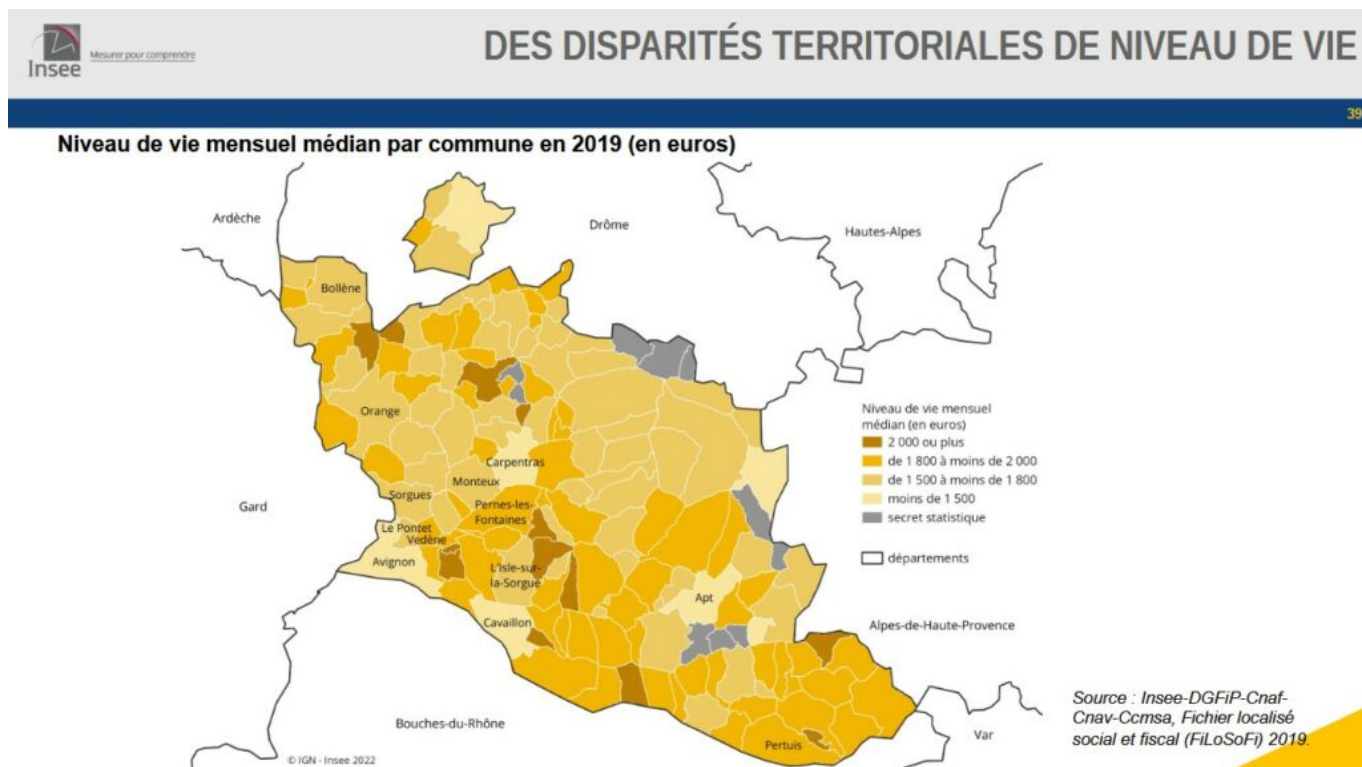 Insee
Mesurer pour comprendre
DES DISPARITÉS TERRITORIALES DE NIVEAU DE VIE
39
Niveau de vie mensuel médian par commune en 2019 (en euros)
Ardèche
Drôme
Hautes-Alpes
Bollène
Orange
Carpentras
Monteux
Sorgues
Pernes-les-
Fontaines
Gard
Le Pontet
Vedène
Avignon
L'Isle-sur-
la-Sorgue
Cavaillon
Apt
Pertuis
Alpes-de-Haute-Provence
Bouches-du-Rhône
Var
Niveau de vie mensuel
médian (en euros)
2 000 ou plus
de 1 800 à moins de 2 000
de 1 500 à moins de 1 800
moins de 1 500
secret statistique
départements
Source : Insee-DGFiP-Cnaf-
Cnav-Ccmsa, Fichier localisé
social et fiscal (FiLoSoFi) 2019.
© IGN - Insee 2022